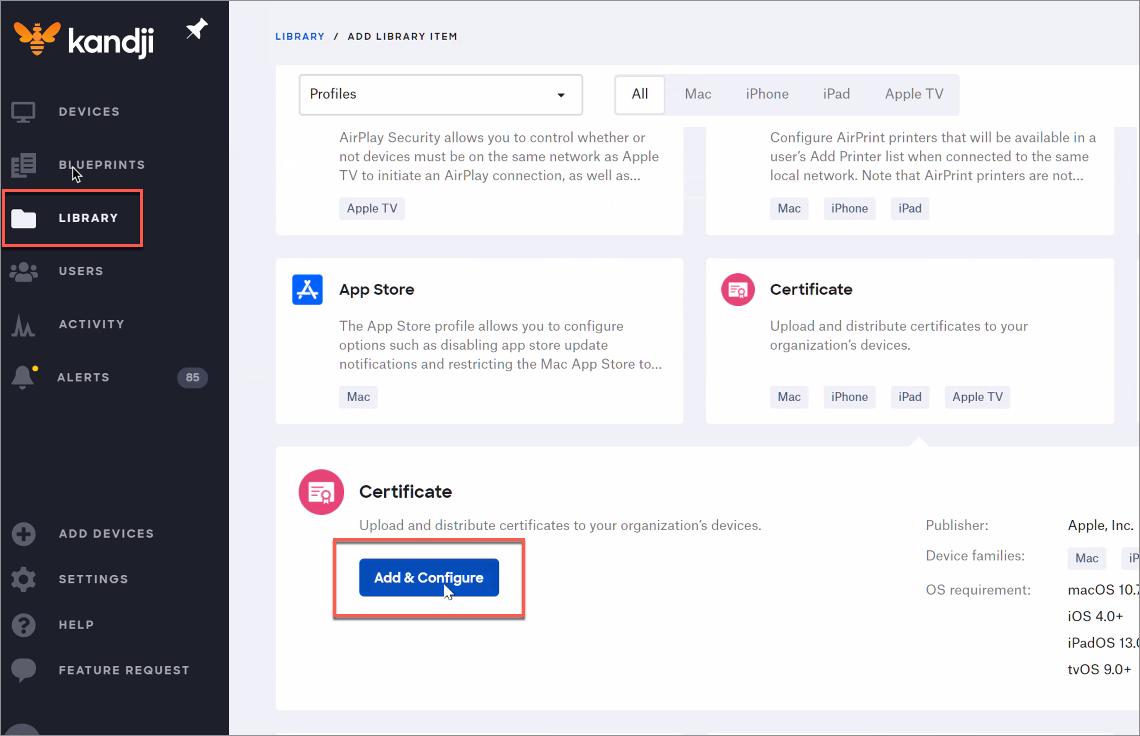 kandji
DEVICES
BLUEPRINTS
LIBRARY
USERS
ACTIVITY
ALERTS 85
ADD DEVICES
SETTINGS
HELP
FEATURE REQUEST
LIBRARY / ADD LIBRARY ITEM
Profiles
All Mac iPhone iPad Apple TV
AirPlay Security allows you to control whether or
not devices must be on the same network as Apple
TV to initiate an AirPlay connection, as well as...
Apple TV
Configure AirPrint printers that will be available in a
user's Add Printer list when connected to the same
local network. Note that AirPrint printers are not...
Mac iPhone iPad
App Store
The App Store profile allows you to configure
options such as disabling app store update
notifications and restricting the Mac App Store to...
Mac
Certificate
Upload and distribute certificates to your
organization's devices.
Mac iPhone iPad Apple TV
Certificate
Upload and distribute certificates to your organization's devices.
Add & Configure
Publisher: Apple, Inc.
Device families: Mac
OS requirement: macOS 10.7
iOS 4.0+
iPadOS 13.0
tvOS 9.0+